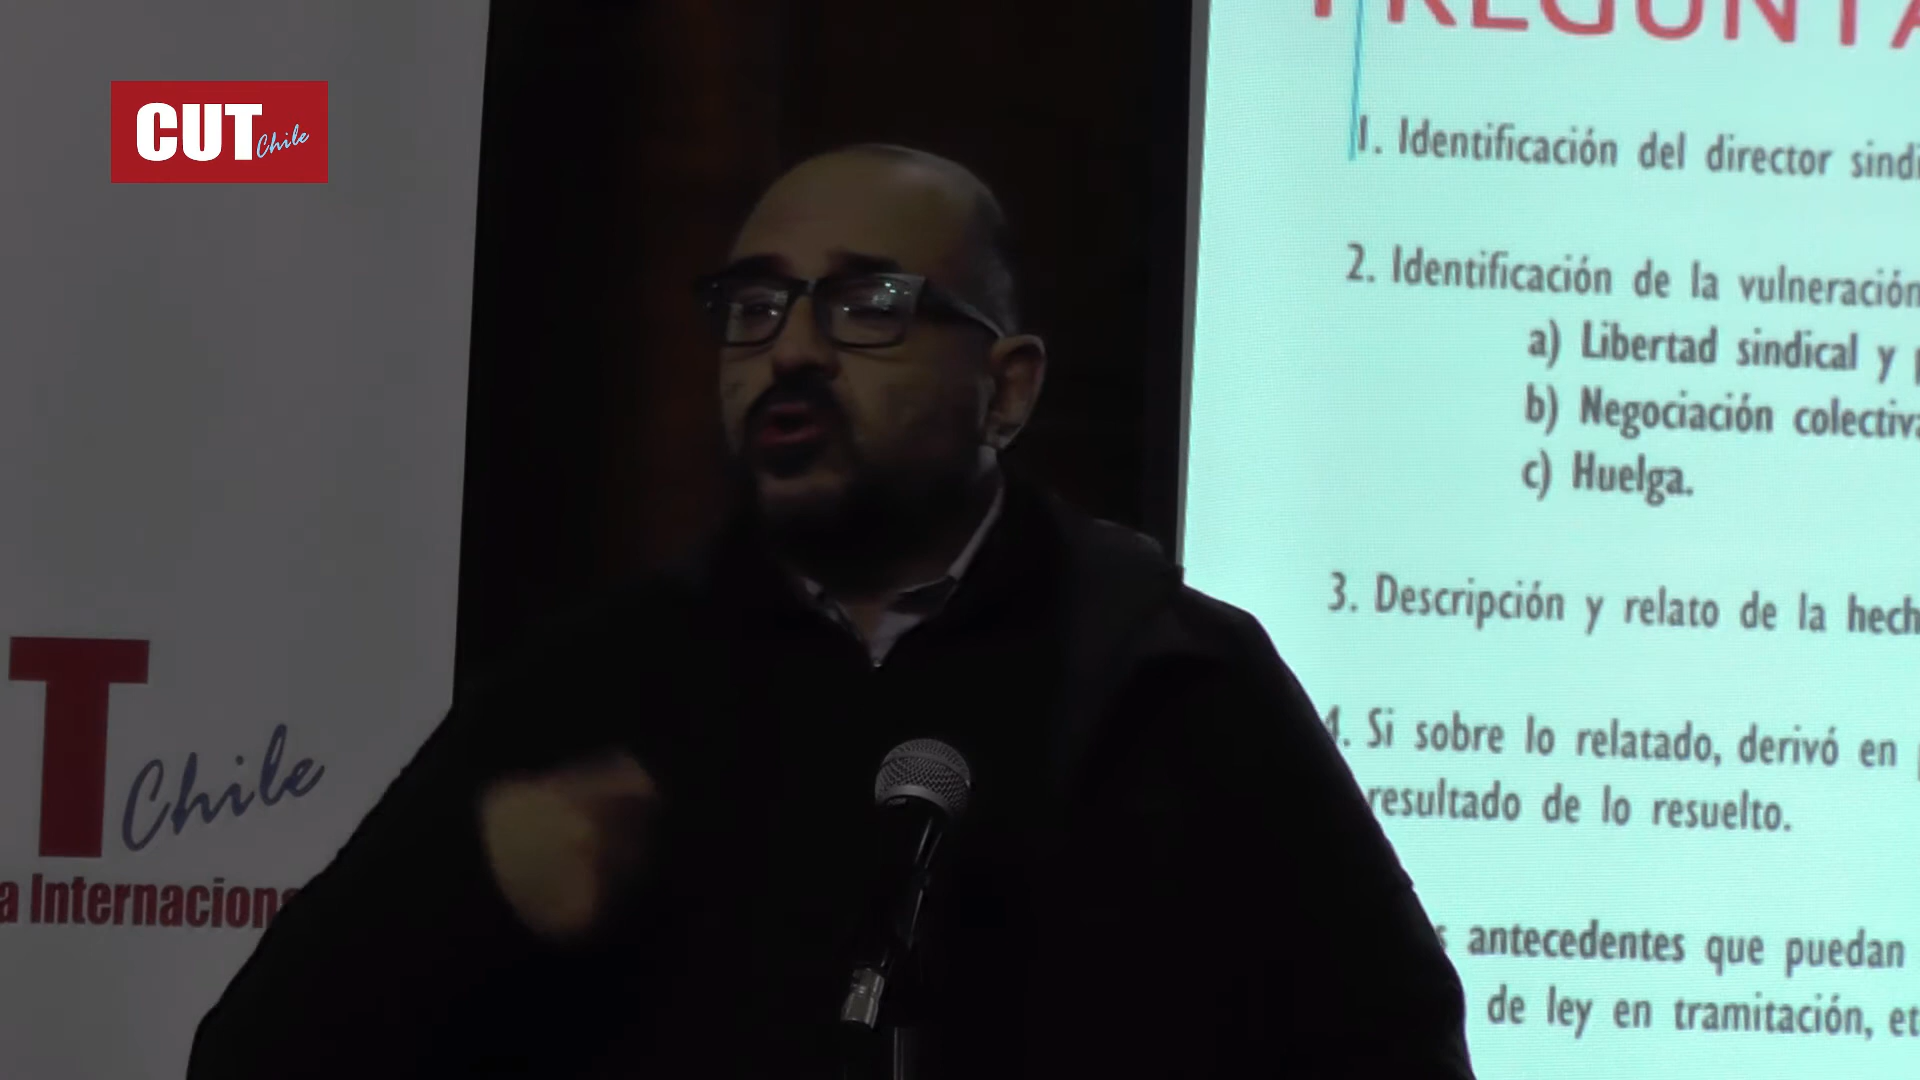 CUT
Chile
T
Chile
a Internacion
PREGUNTA
1. Identificación del director sindi
2. Identificación de la vulneración
a) Libertad sindical y
b) Negociación colectiva
c) Huelga.
3. Descripción y relato de la hech
4. Si sobre lo relatado, derivó en
resultado de lo resuelto.
antecedentes que puedan
de ley en tramitación, et